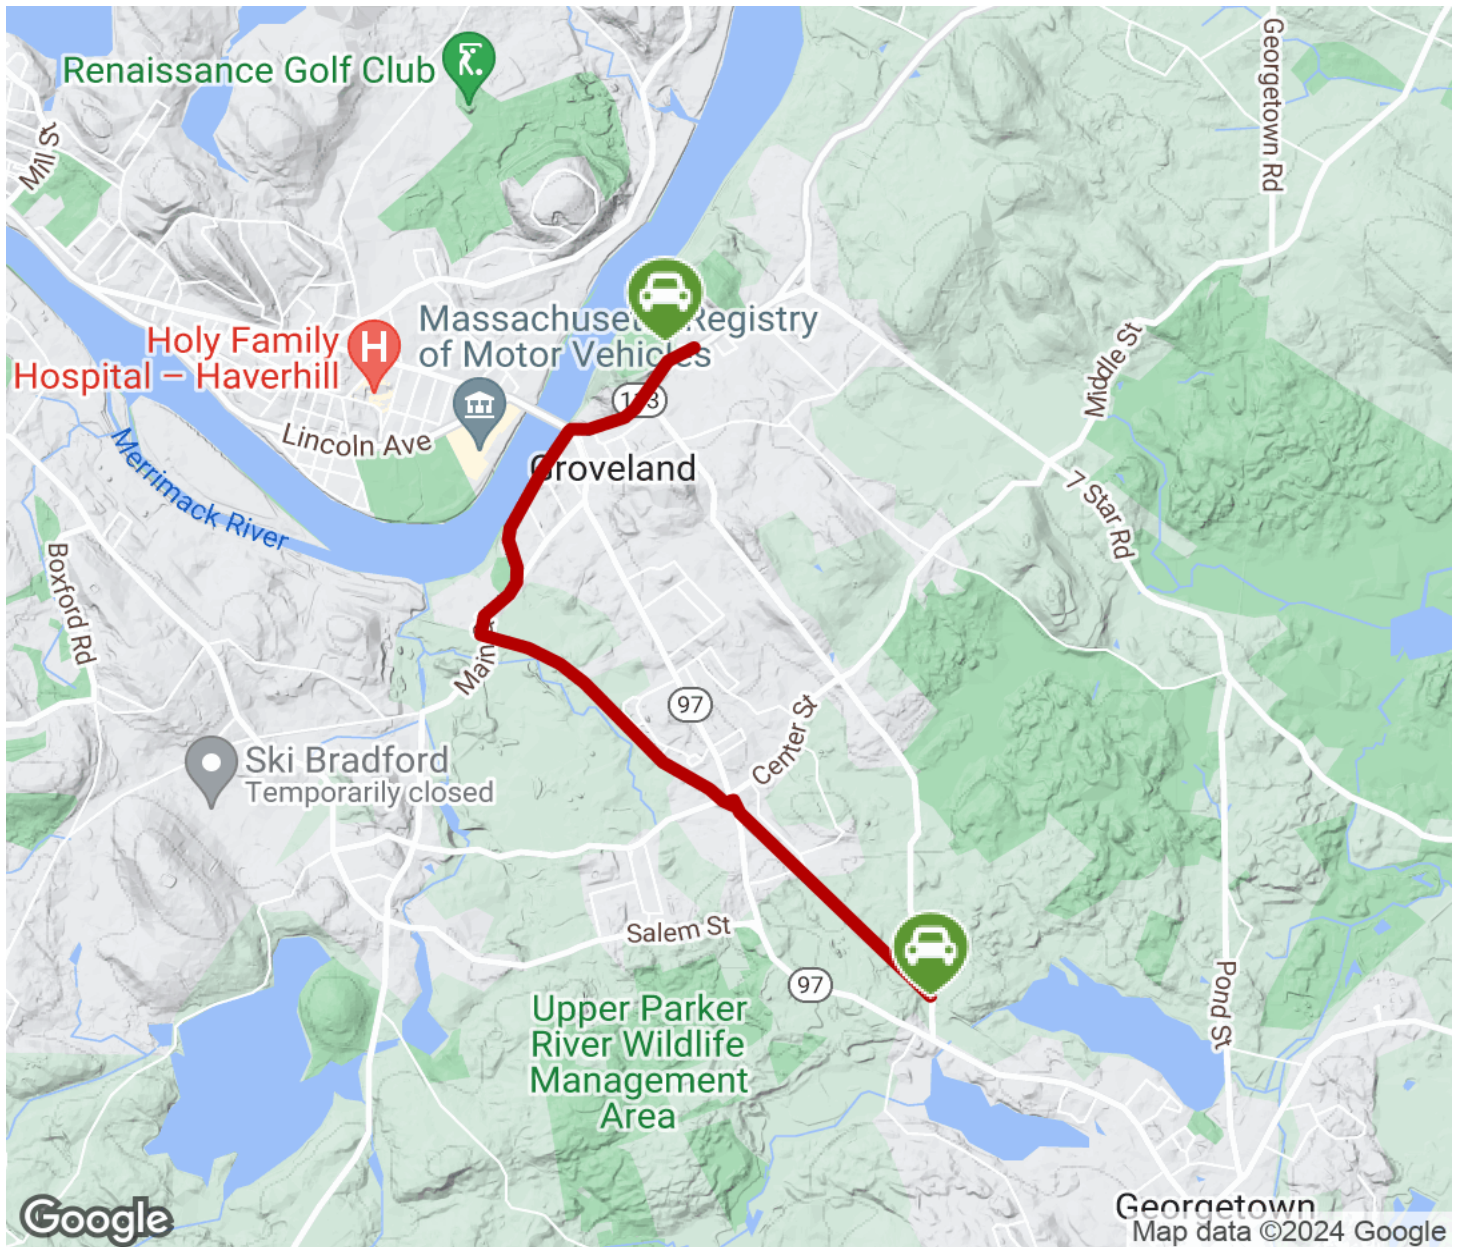 Renaissance Golf Club
Georgetown Rd
Mill St
Massachuset Registry
of Motor Vehicles
Holy Family
Hospital – Haverhill
H
Middle St
113
Lincoln Ave
Groveland
Merrimack River
7 Star Rd
Boxford Rd
Main
97
Center St
Ski Bradford
Temporarily closed
Salem St
97
Pond St
Upper Parker
River Wildlife
Management
Area
Georgetown
Google
Map data ©2024 Google